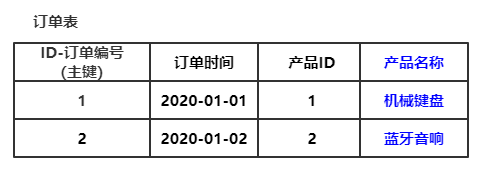 订单表
ID-订单编号
(主键)
订单时间
产品ID
产品名称
1
2020-01-01
1
机械键盘
2
2020-01-02
2
蓝牙音响